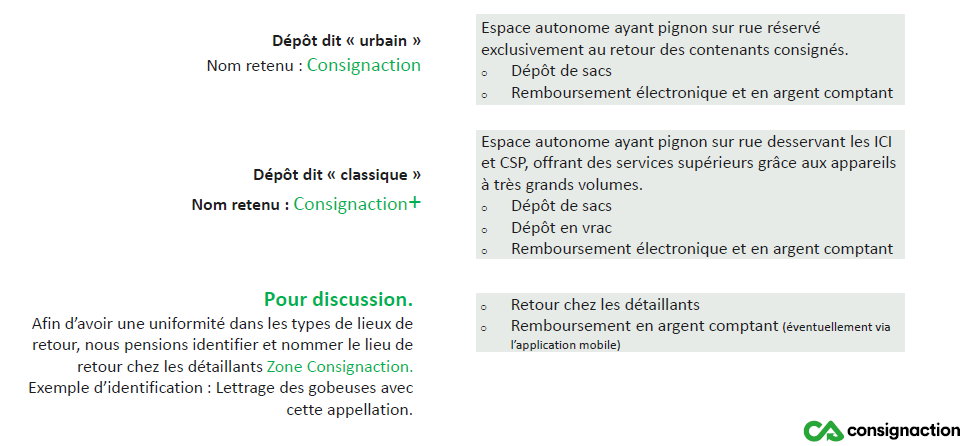 Dépôt dit « urbain »
Nom retenu : Consignaction
Espace autonome ayant pignon sur rue réservé
exclusivement au retour des contenants consignés.
o Dépôt de sacs
o Remboursement électronique et en argent comptant
Dépôt dit « classique »
Nom retenu : Consignaction+
Espace autonome ayant pignon sur rue desservant les ICI
et CSP, offrant des services supérieurs grâce aux appareils
à très grands volumes.
o Dépôt de sacs
o Dépôt en vrac
o Remboursement électronique et en argent comptant
Pour discussion.
Afin d’avoir une uniformité dans les types de lieux de
retour, nous pensions identifier et nommer le lieu de
retour chez les détaillants Zone Consignaction.
Exemple d’identification : Lettrage des gobeuses avec
cette appellation.
o Retour chez les détaillants
o Remboursement en argent comptant (éventuellement via
l’application mobile)
consignaction